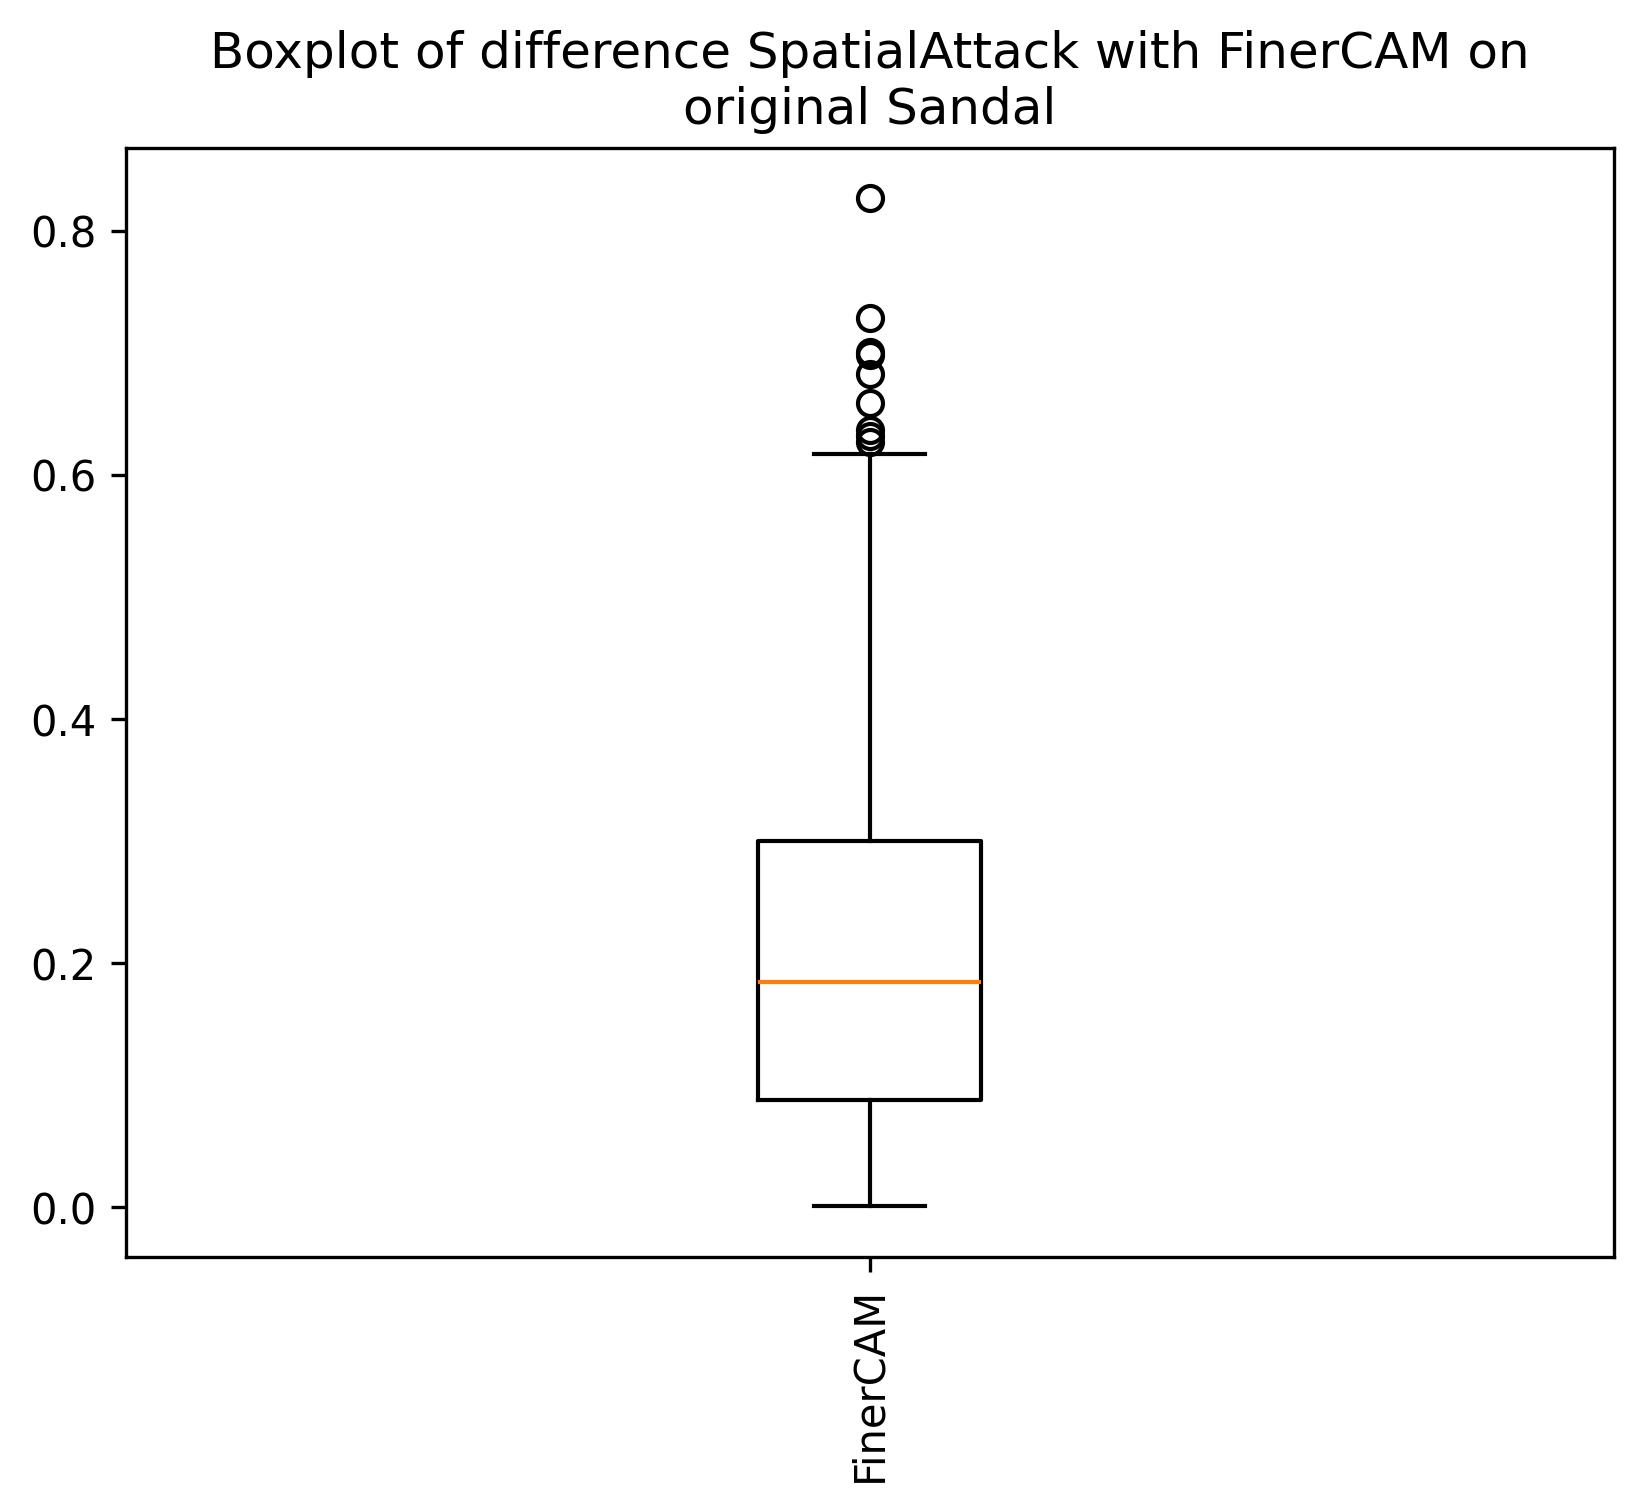 Boxplot of difference SpatialAttack with FinerCAM on
original Sandal
0.8
0.6
0.4
0.2
0.0
FinerCAM